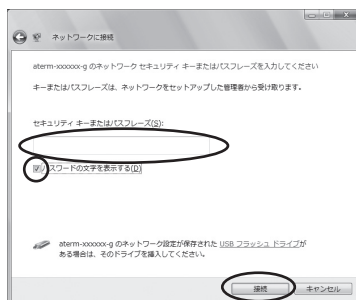 ネットワークに接続
aterm-xxxxxx-g のネットワーク セキュリティ キーまたはパスフレーズを入力してください
キーまたはパスフレーズは、ネットワークをセットアップした管理者から受け取ります。
セキュリティ キーまたはパスフレーズ(S):
パスワードの文字を表示する(D)
aterm-xxxxxx-g のネットワーク設定が保存された USB フラッシュ ドライブが
ある場合は、そのドライブを挿入してください。
接続 キャンセル